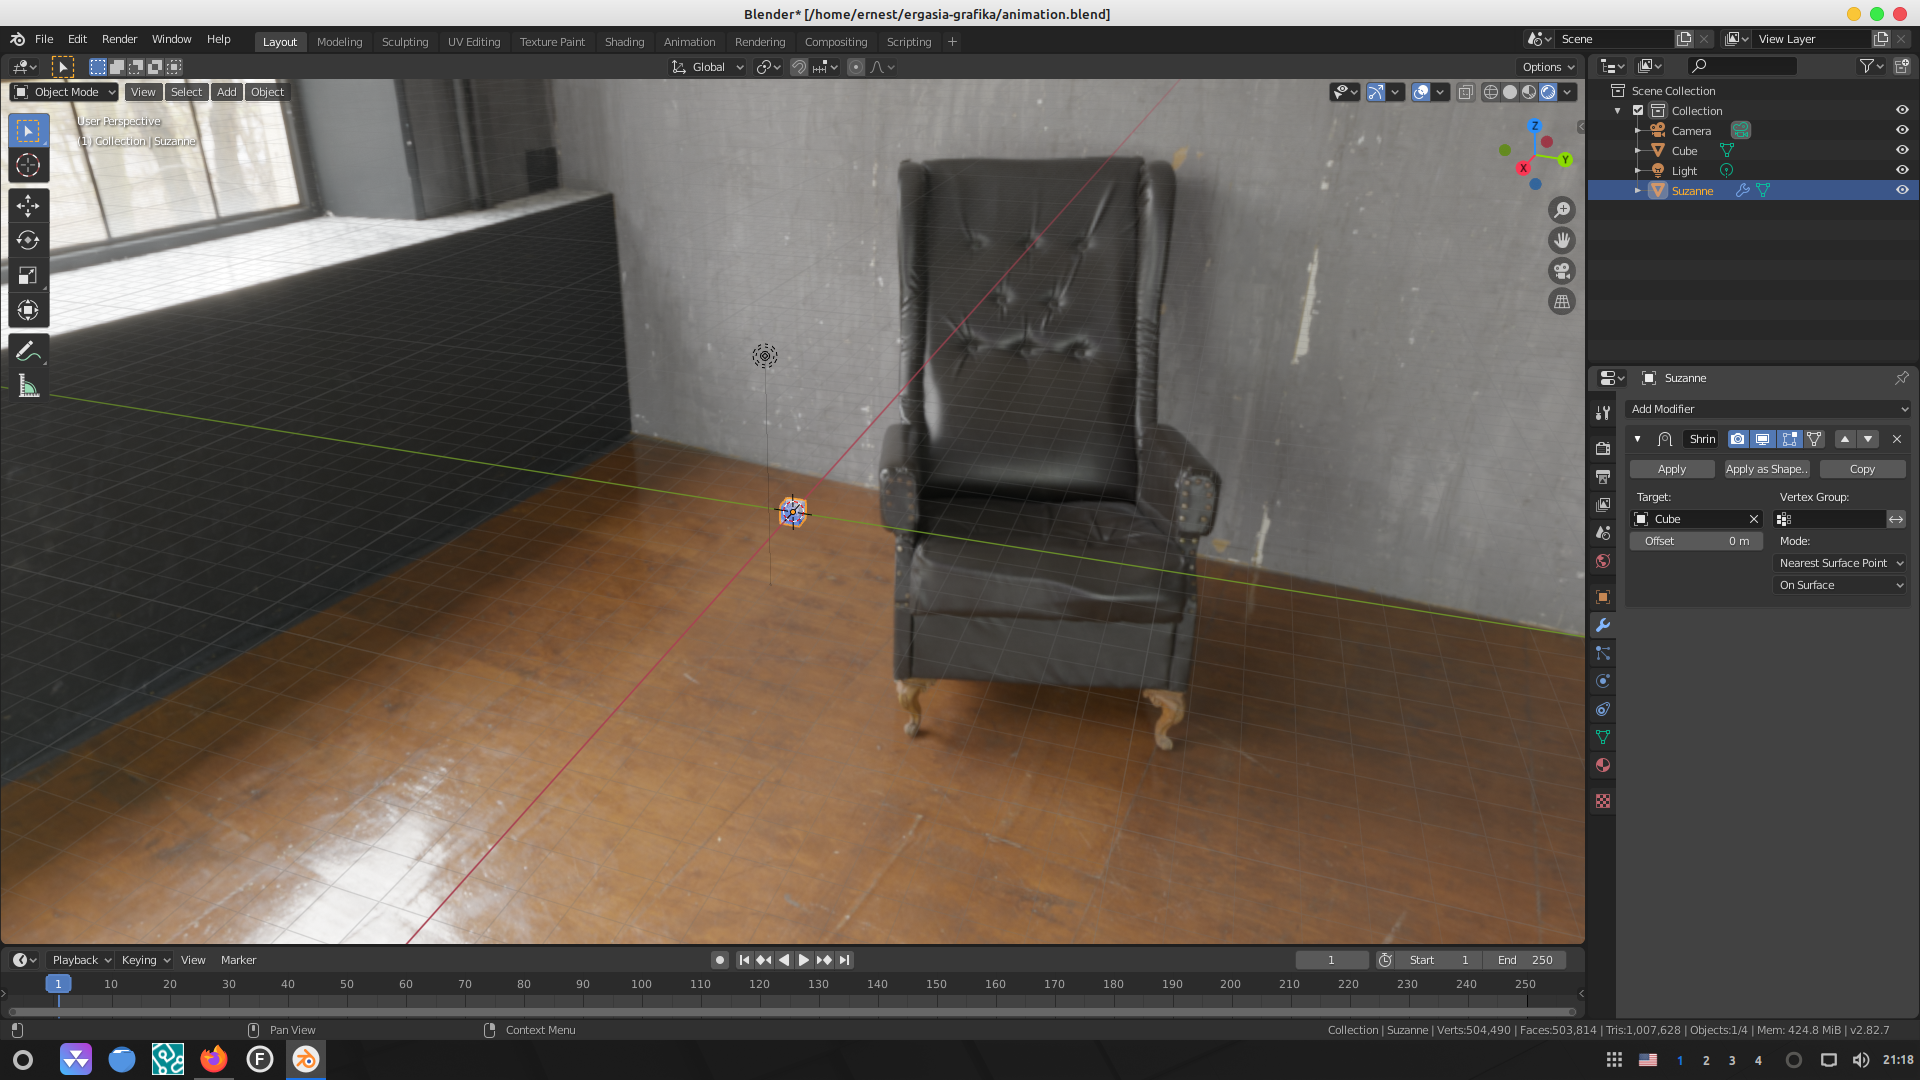 Blender* [/home/ernest/ergasia-grafika/animation.blend]
File Edit Render Window Help Layout Modeling Sculpting UV Editing Texture Paint Shading Animation Rendering Compositing Scripting + Scene View Layer
Global Options
Object Mode View Select Add Object
User Perspective
(1) Collection | Suzanne
Z
Y
X
Scene Collection
Collection
Camera
Cube
Light
Suzanne
Suzanne
Add Modifier
Shrin
Apply Apply as Shape.. Copy
Target: Vertex Group:
Cube
Offset 0 m Mode:
Nearest Surface Point
On Surface
Playback Keying View Marker 1 Start 1 End 250
1 10 20 30 40 50 60 70 80 90 100 110 120 130 140 150 160 170 180 190 200 210 220 230 240 250
Pan View Context Menu Collection | Suzanne | Verts:504,490 | Faces:503,814 | Tris:1,007,628 | Objects:1/4 | Mem: 424.8 MiB | v2.82.7
F 1 2 3 4 21:18